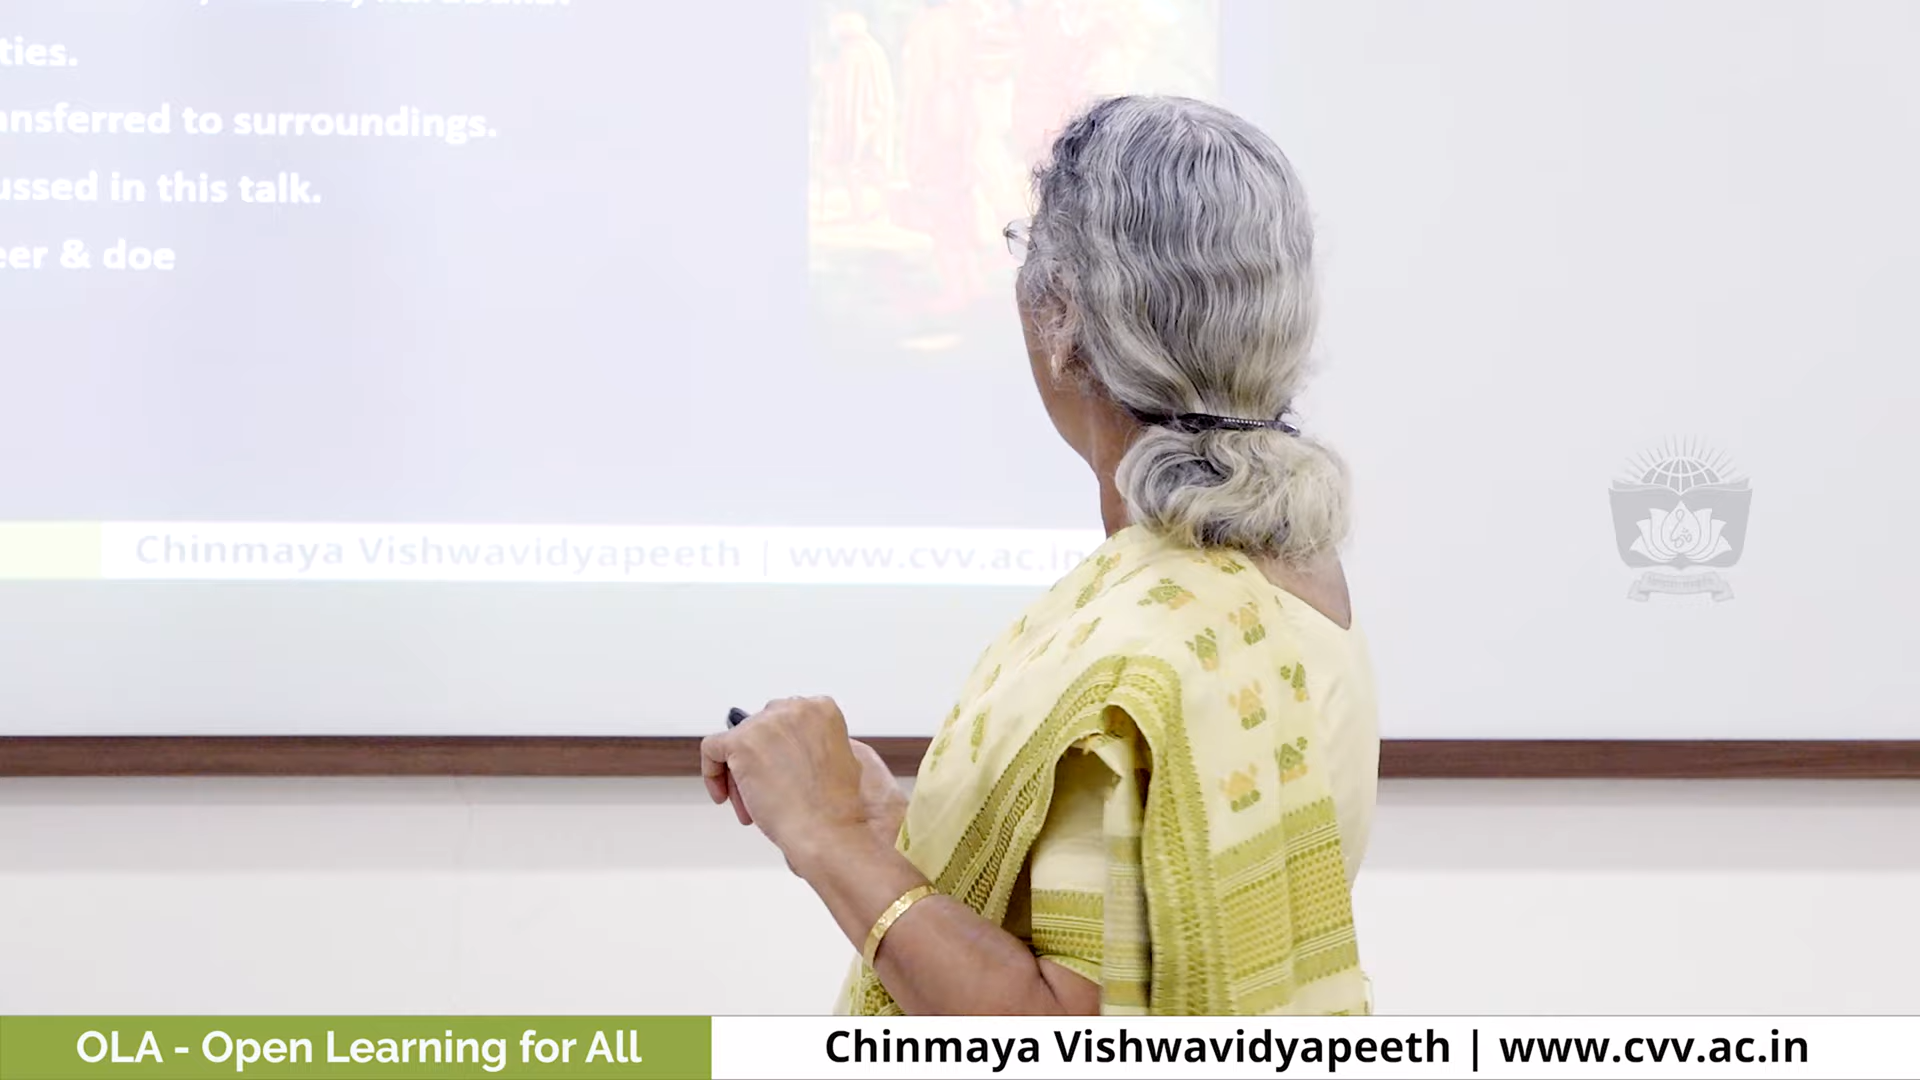 ties.
ansferred to surroundings.
ussed in this talk.
eer & doe
Chinmaya Vishwavidyapeeth | www.cvv.ac.in
OLA - Open Learning for All
Chinmaya Vishwavidyapeeth | www.cvv.ac.in